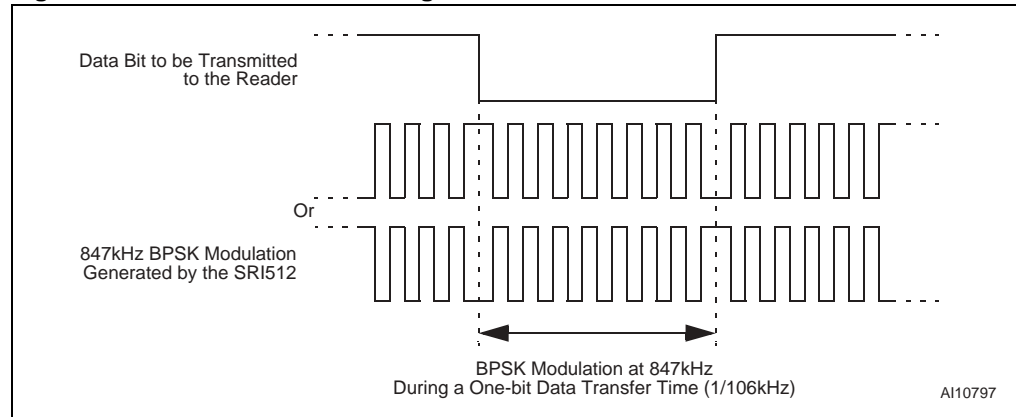 Data Bit to be Transmitted
to the Reader
Or
847kHz BPSK Modulation
Generated by the SRI512
BPSK Modulation at 847kHz
During a One-bit Data Transfer Time (1/106kHz)
AI10797